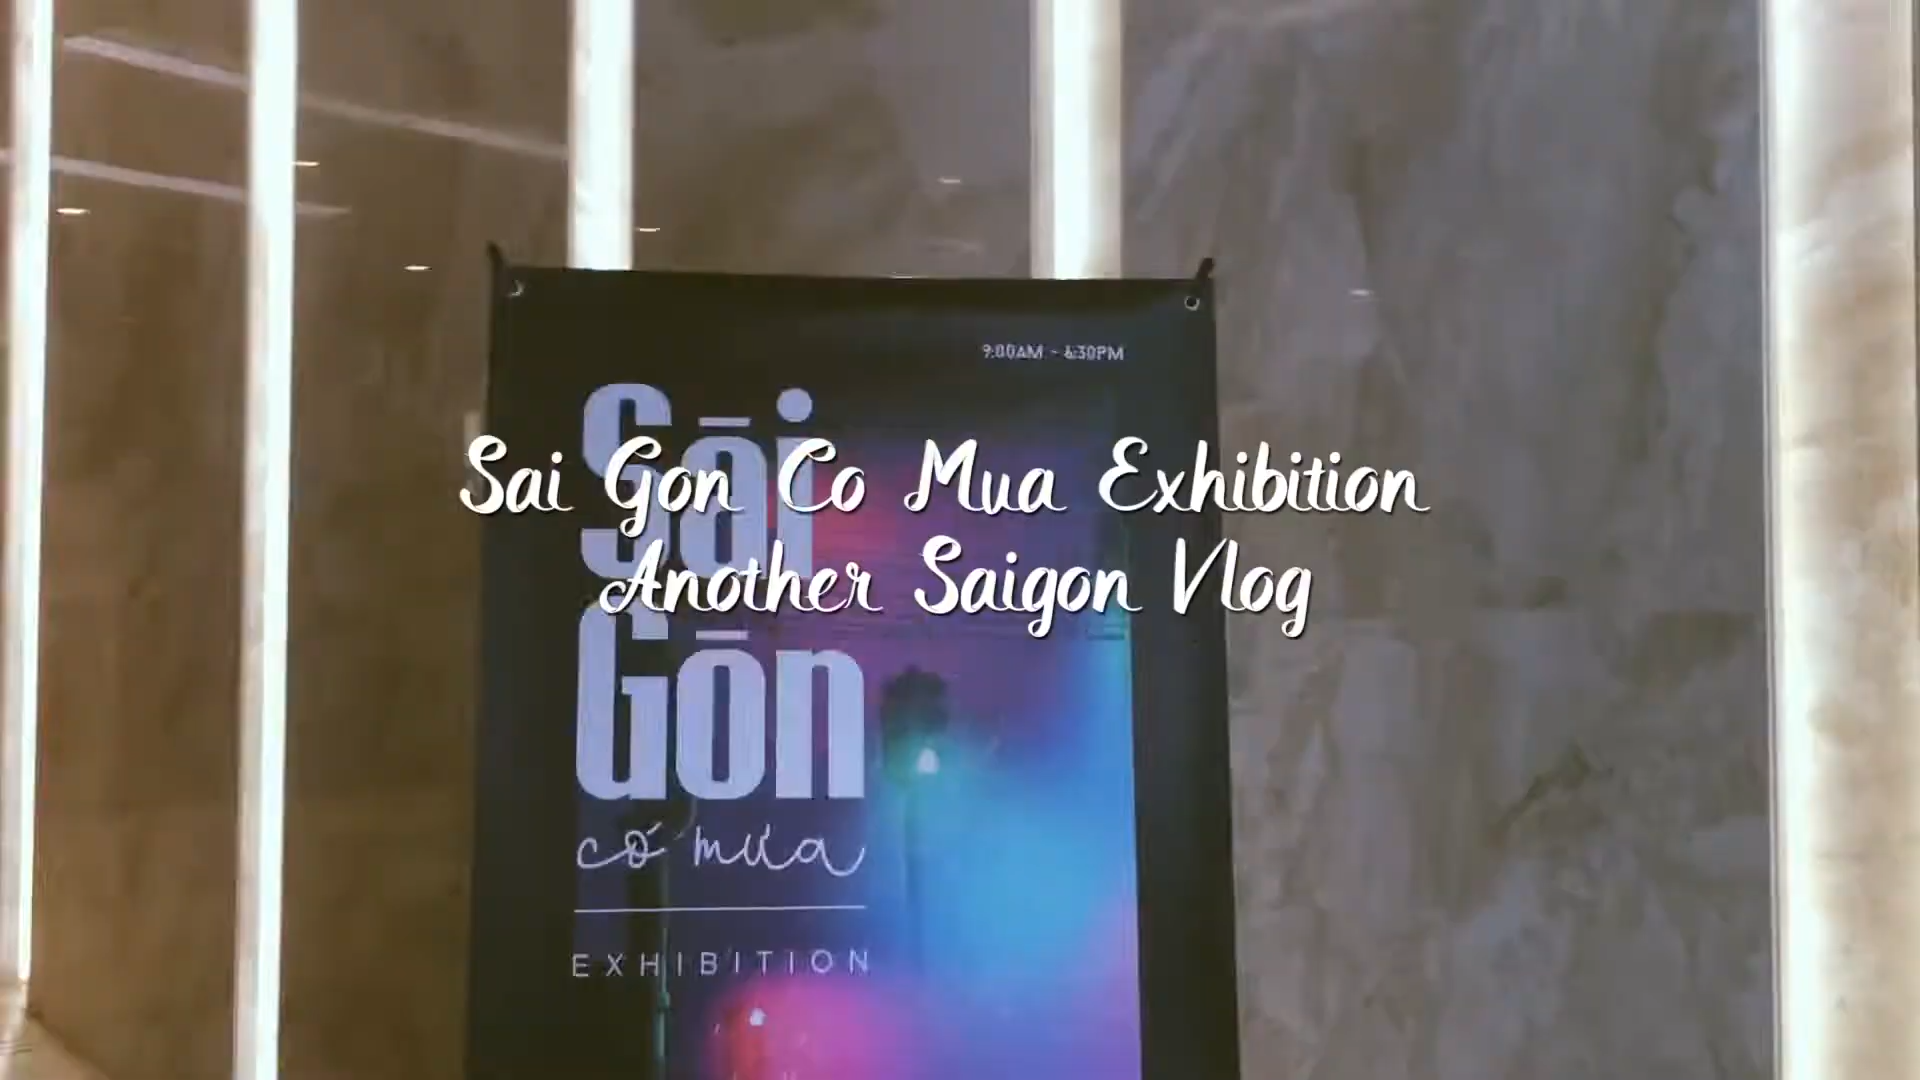 9:00AM - 6:30PM
Sài
Sai Gon Co Mua Exhibition
Another Saigon Vlog
Gòn
có mưa
EXHIBITION